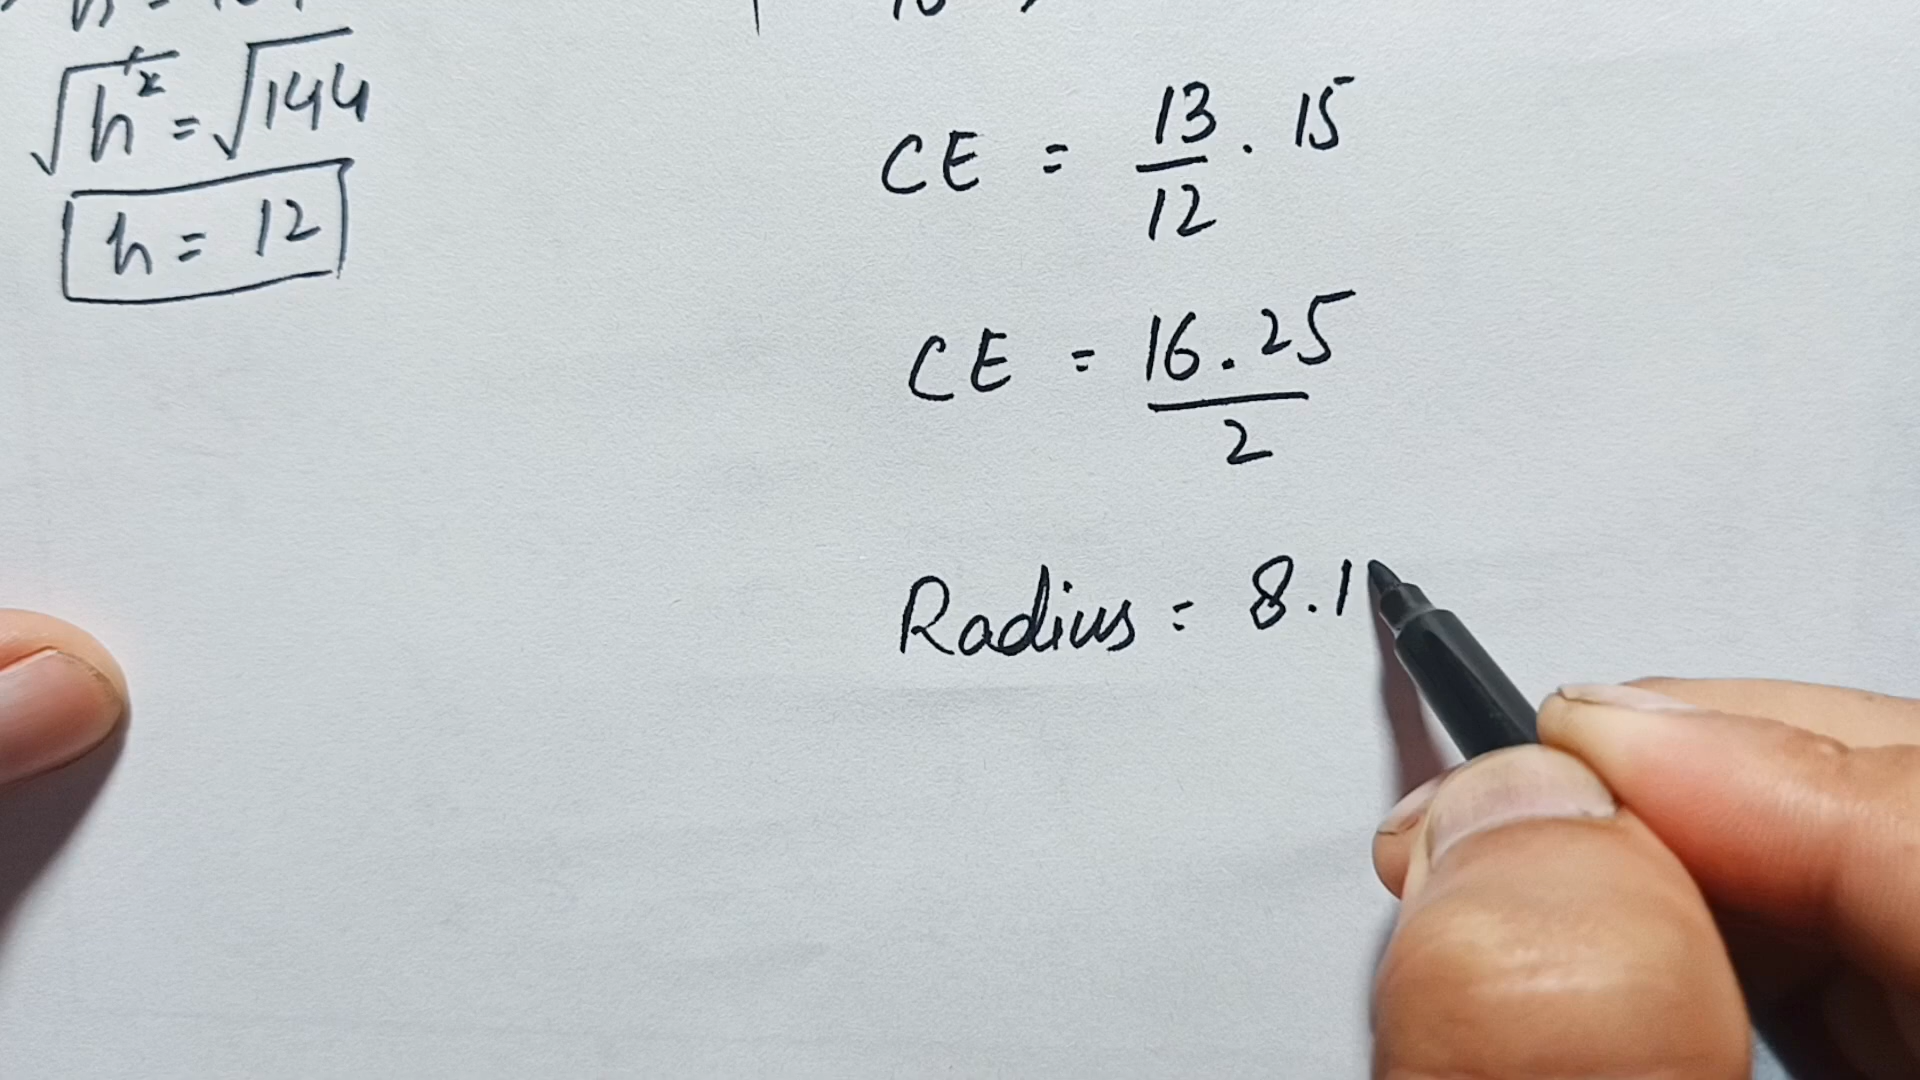 √h² = √144
h = 12
CE = 13/12 . 15
CE = 16.25/2
Radius = 8.1